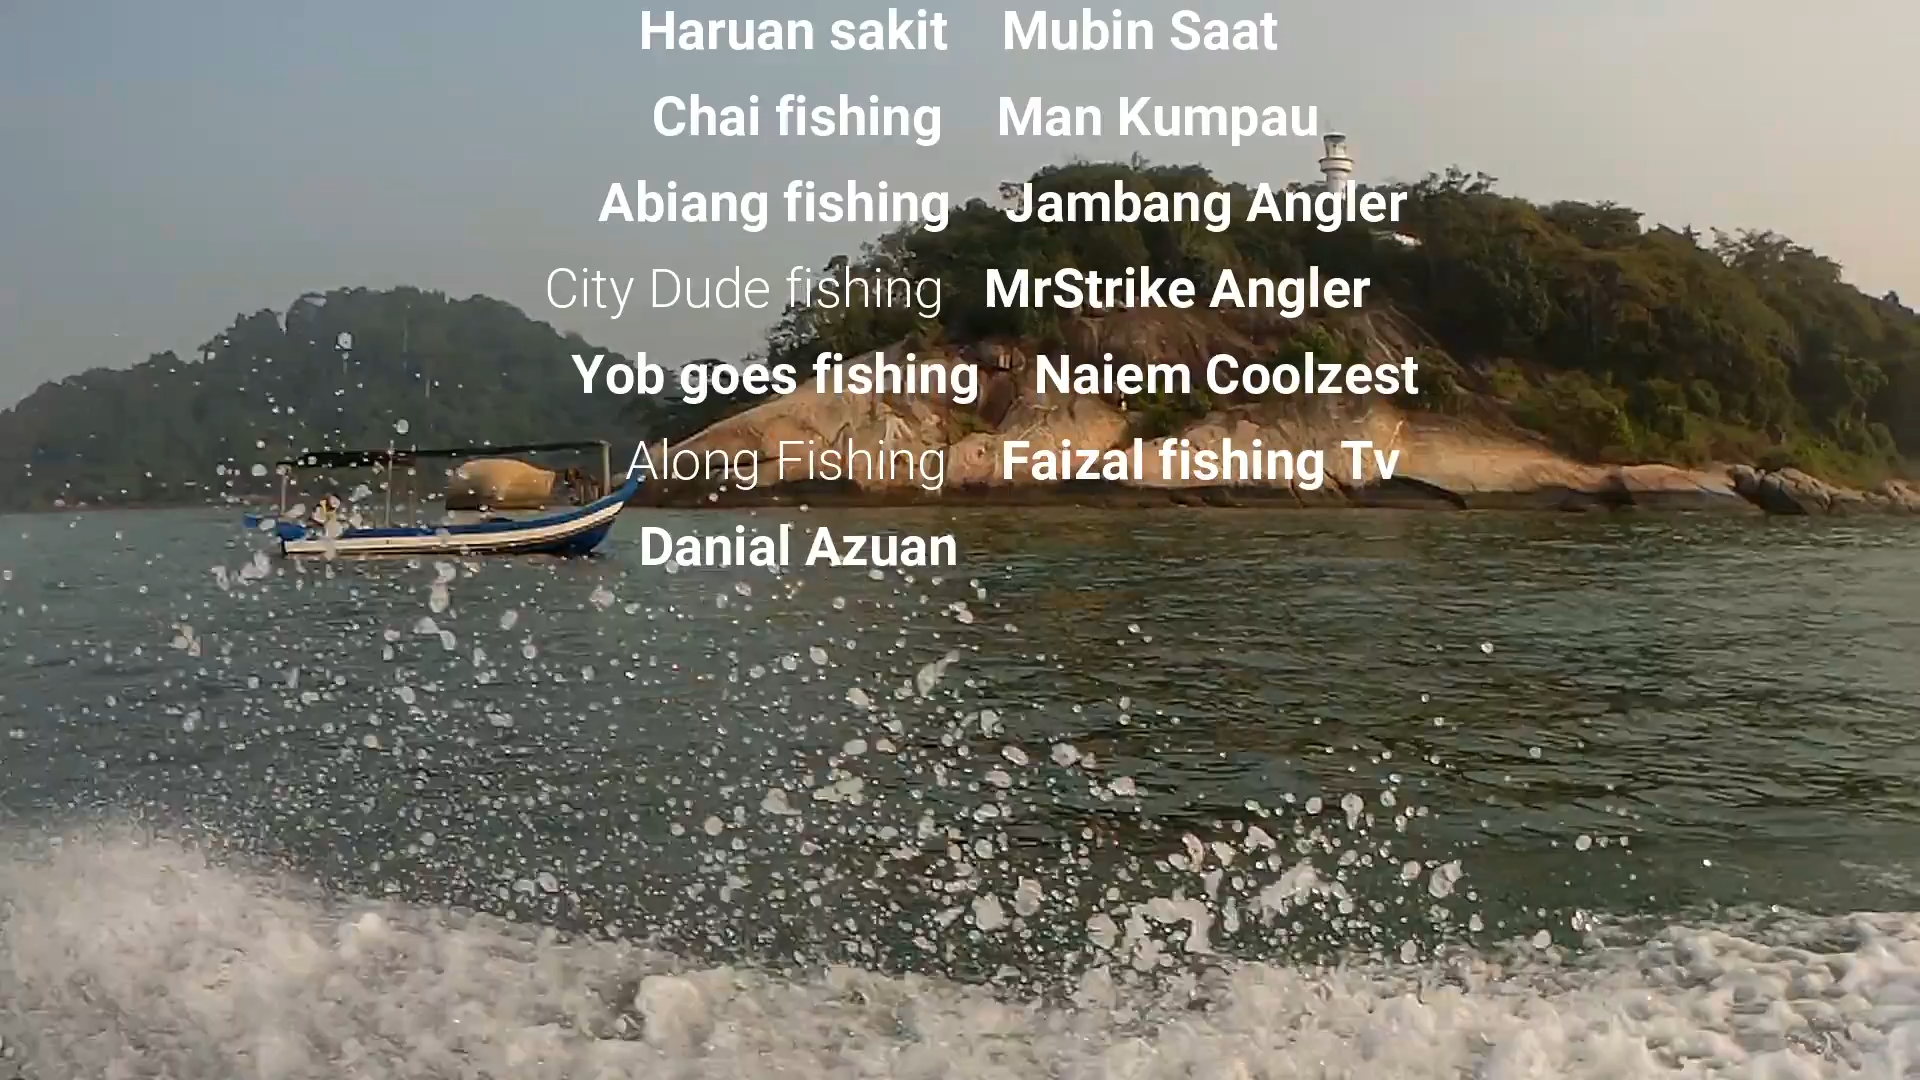 Haruan sakit Mubin Saat
Chai fishing Man Kumpau
Abiang fishing Jambang Angler
City Dude fishing MrStrike Angler
Yob goes fishing Naiem Coolzest
Along Fishing Faizal fishing Tv
Danial Azuan